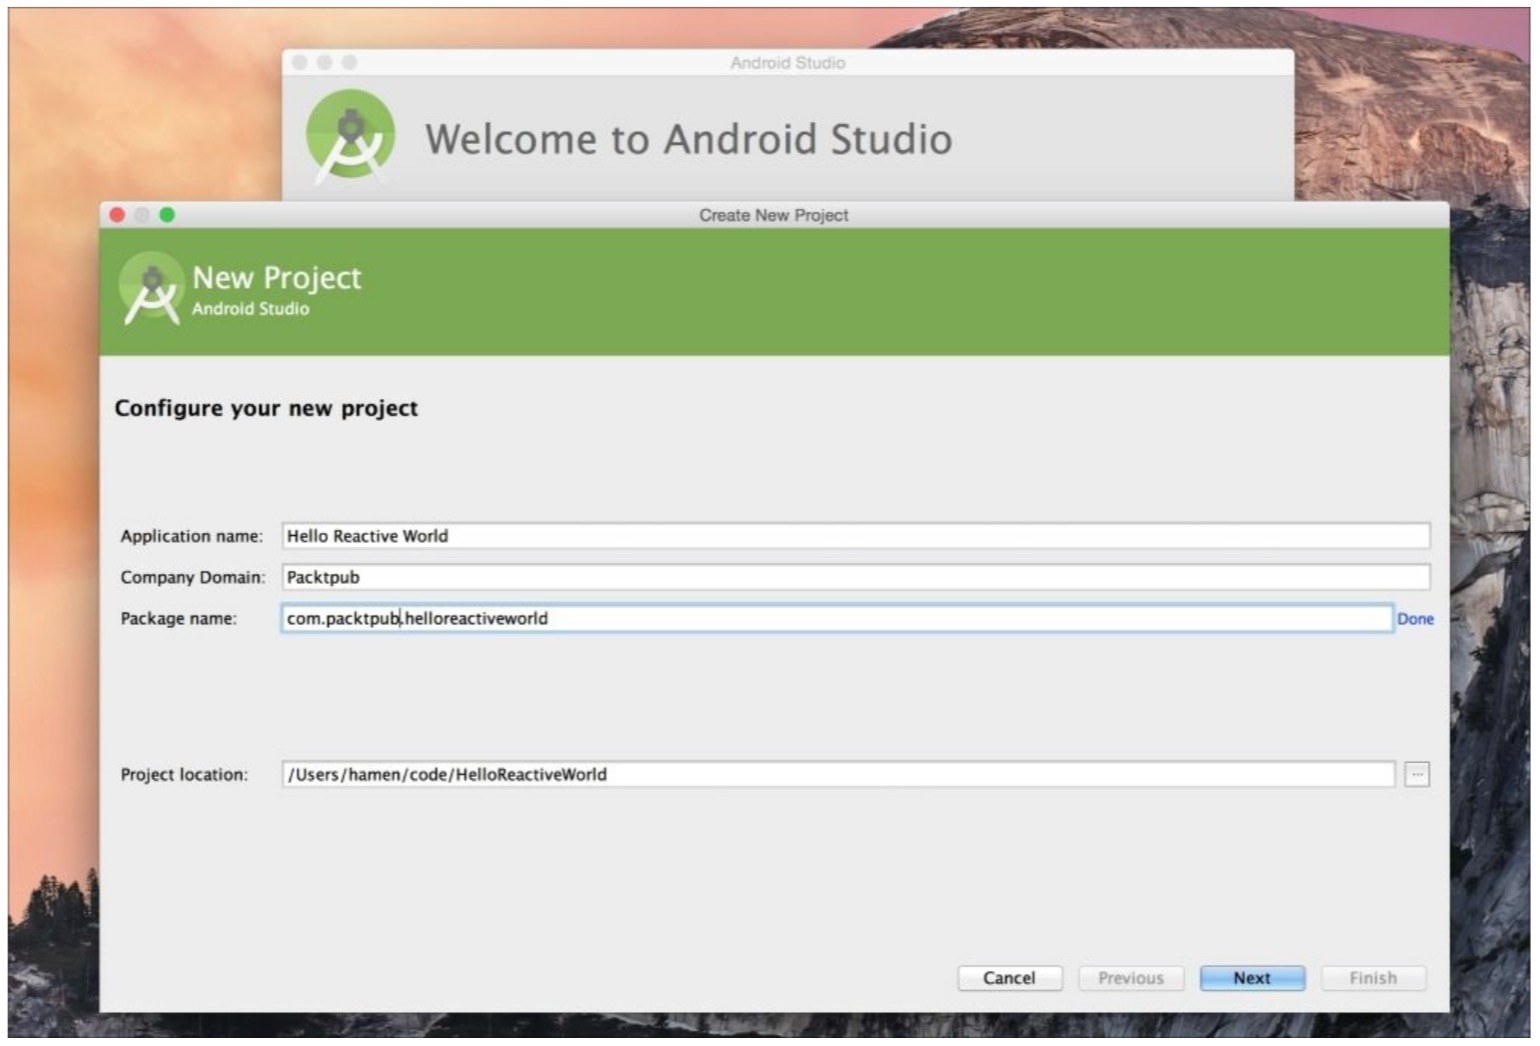 Android Studio
Welcome to Android Studio
Create New Project
New Project
Android Studio
Configure your new project
Application name: Hello Reactive World
Company Domain: Packtpub
Package name: com.packtpub.helloreactiveworld Done
Project location: /Users/hamen/code/HelloReactiveWorld ...
Cancel Previous Next Finish